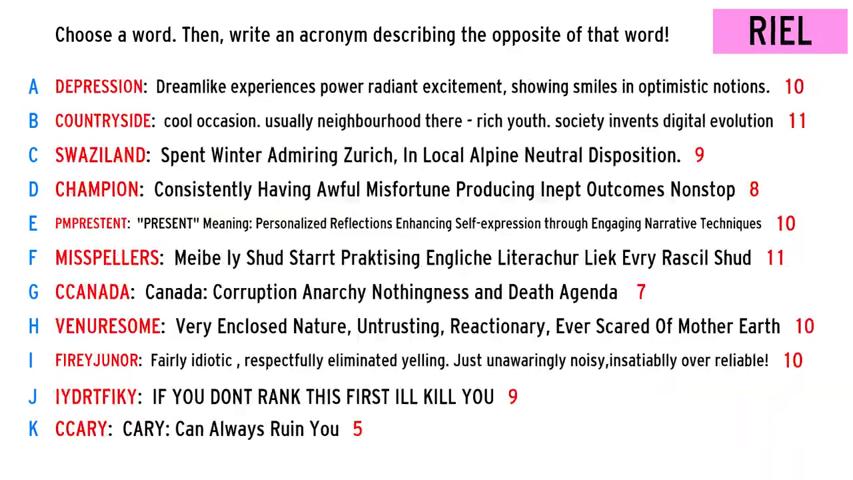 Choose a word. Then, write an acronym describing the opposite of that word!
RIEL
A DEPRESSION: Dreamlike experiences power radiant excitement, showing smiles in optimistic notions. 10
B COUNTRYSIDE: cool occasion. usually neighbourhood there - rich youth. society invents digital evolution 11
C SWAZILAND: Spent Winter Admiring Zurich, In Local Alpine Neutral Disposition. 9
D CHAMPION: Consistently Having Awful Misfortune Producing Inept Outcomes Nonstop 8
E PMPRESTENT: "PRESENT" Meaning: Personalized Reflections Enhancing Self-expression through Engaging Narrative Techniques 10
F MISSPELLERS: Meibe Iy Shud Starrt Praktising Engliche Literachur Liek Evry Rascil Shud 11
G CCANADA: Canada: Corruption Anarchy Nothingness and Death Agenda 7
H VENURESOME: Very Enclosed Nature, Untrusting, Reactionary, Ever Scared Of Mother Earth 10
I FIREYJUNOR: Fairly idiotic , respectfully eliminated yelling. Just unawaringly noisy,insatiablly over reliable! 10
J IYDRTFIKY: IF YOU DONT RANK THIS FIRST ILL KILL YOU 9
K CCARY: CARY: Can Always Ruin You 5